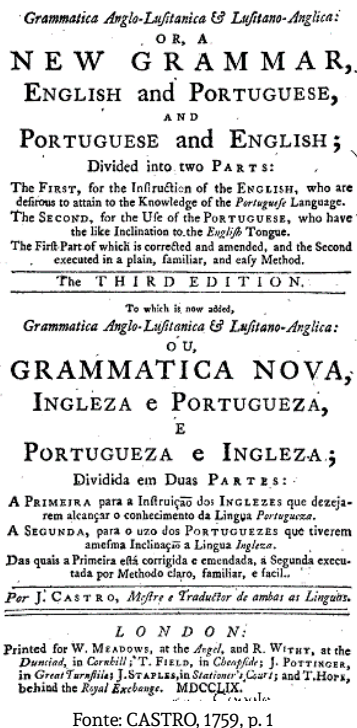 Grammatica Anglo-Lusitanica & Lusitano-Anglica:
OR, A
NEW GRAMMAR,
ENGLISH and PORTUGUESE,
AND
PORTUGUESE and ENGLISH;
Divided into two PARTS:
The FIRST, for the Instruction of the ENGLISH, who are
desirous to attain to the Knowledge of the Portuguese Language.
The SECOND, for the Use of the PORTUGUESE, who have
the like Inclination to the English Tongue.
The First Part of which is corrected and amended, and the Second
executed in a plain, familiar, and easy Method.
The THIRD EDITION.
To which is now added,
Grammatica Anglo-Lusitanica & Lusitano-Anglica:
OU,
GRAMMATICA NOVA,
INGLEZA e PORTUGUEZA,
E
PORTUGUEZA e INGLEZA;
Dividida em Duas PARTES:
A PRIMEIRA para a Instruição dos INGLEZES que dezeja-
rem alcançar o conhecimento da Lingua Portugueza.
A SEGUNDA, para o uzo dos PORTUGUEZES que tiverem
amesma Inclinação a Lingua Ingleza.
Das quais a Primeira está corrigida e emendada, a Segunda execu-
tada por Methodo claro, familiar, e facil.
Por J. CASTRO, Mestre e Traductor de ambas as Linguas.
LONDON:
Printed for W. MEADOWS, at the Angel, and R. WITHY, at the
Dunciad, in Cornhill; T. FIELD, in Cheapside; J. POTTINGER,
in Great Turnstile; J. STAPLES, in Stationer's Court; and T. HOPE,
behind the Royal Exchange. MDCCLIX.
Fonte: CASTRO, 1759, p. 1